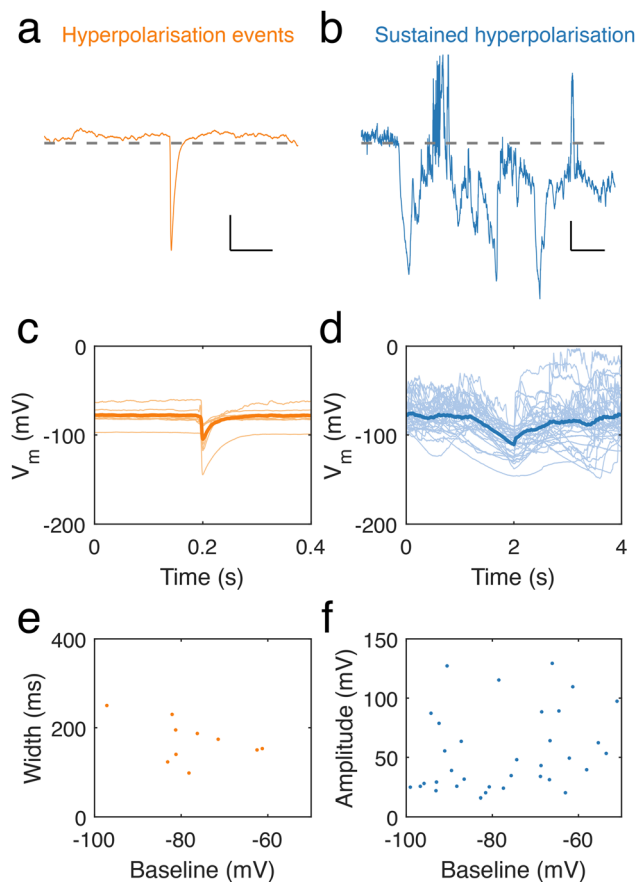 a Hyperpolarisation events
b Sustained hyperpolarisation
c
0
-100
-200
Vm (mV)
0 0.2 0.4
Time (s)
d
0
-100
-200
Vm (mV)
0 2 4
Time (s)
e
400
200
0
Width (ms)
-100 -80 -60
Baseline (mV)
f
150
100
50
0
Amplitude (mV)
-100 -80 -60
Baseline (mV)